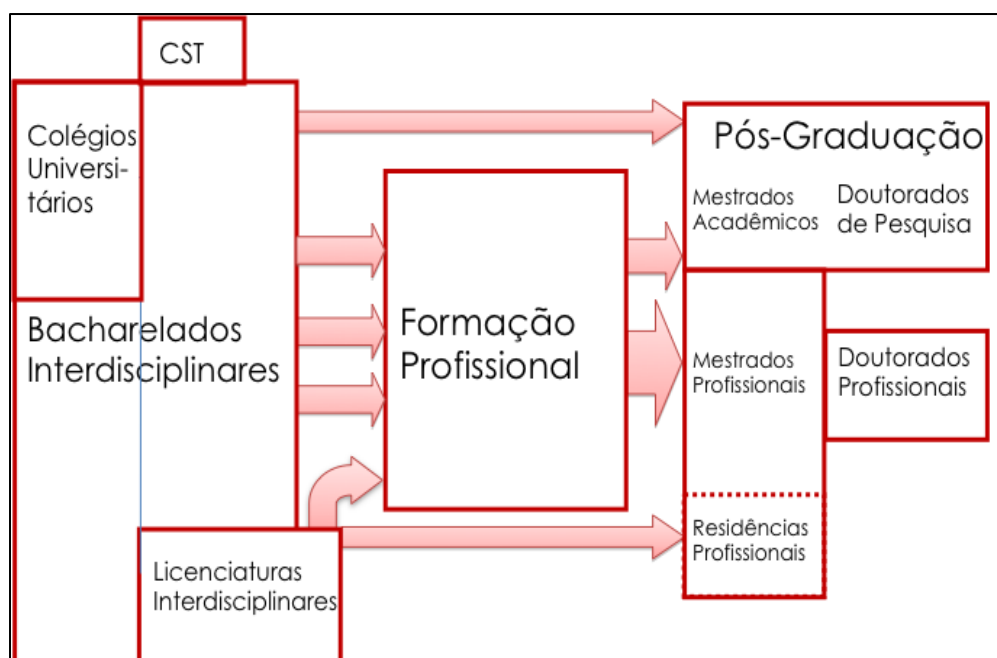 CST
Colégios
Universi-
tários
Bacharelados
Interdisciplinares
Licenciaturas
Interdisciplinares
Formação
Profissional
Pós-Graduação
Mestrados
Acadêmicos
Doutorados
de Pesquisa
Mestrados
Profissionais
Doutorados
Profissionais
Residências
Profissionais